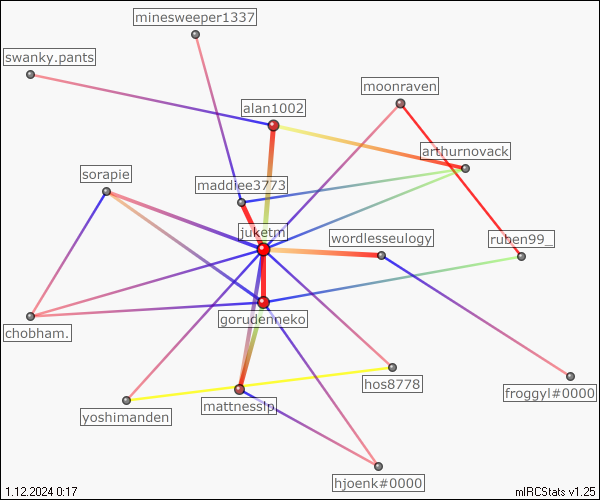 minesweeper1337
swanky.pants
moonraven
alan1002
arthurnovack
sorapie
maddiee3773
juketm
wordlesseulogy
ruben99_
gorudenneko
chobham.
hos8778
froggyl#0000
mattnesslp
yoshimanden
hjoenk#0000
1.12.2024 0:17
mIRCStats v1.25